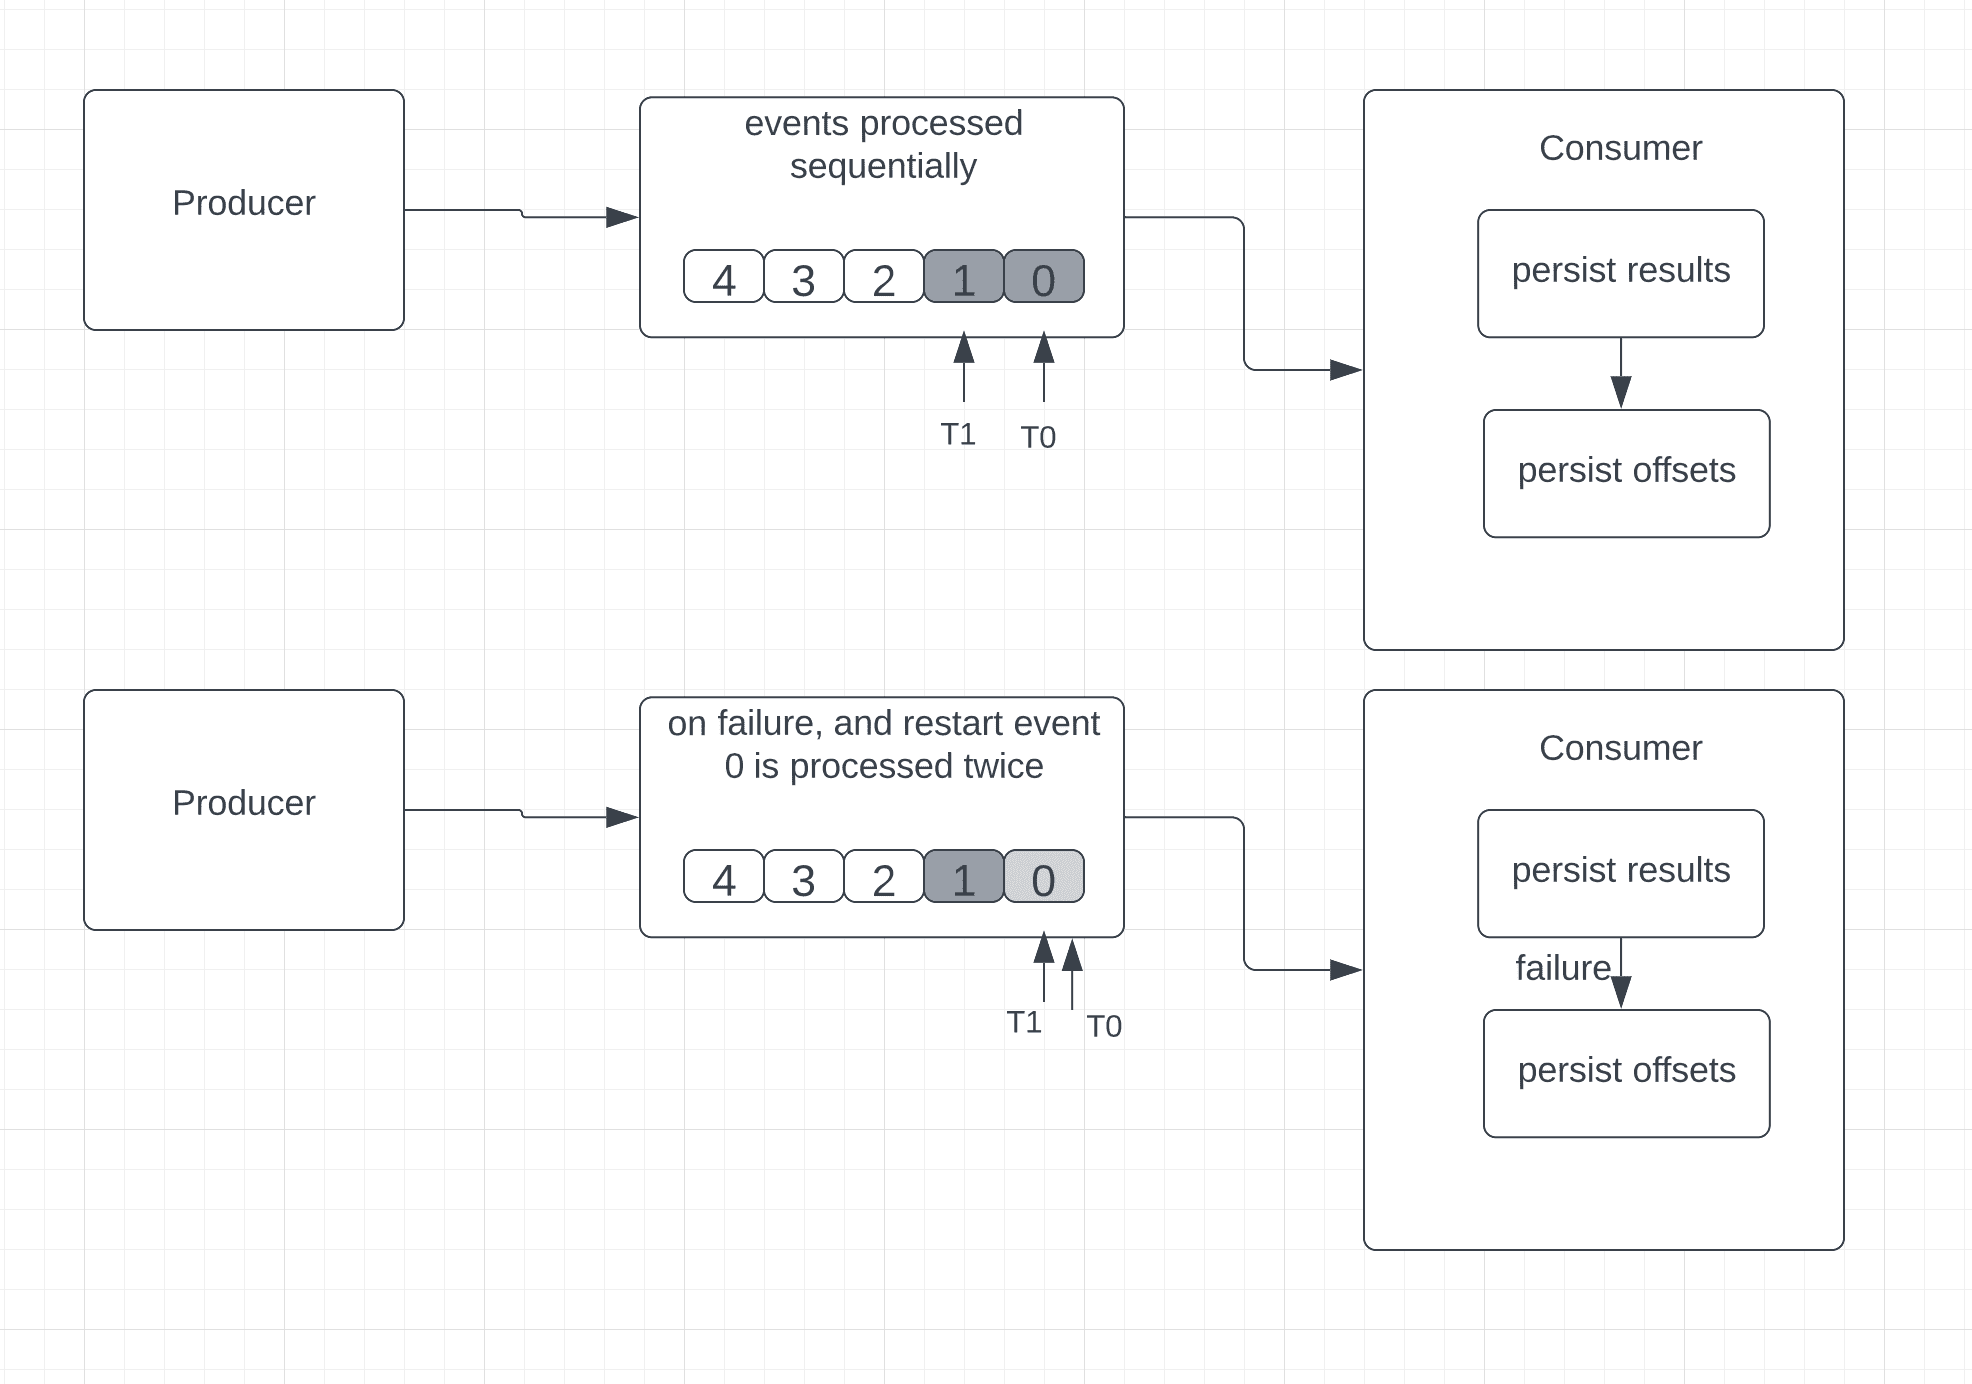 Producer
events processed
sequentially
4 3 2 1 0
T1 T0
Consumer
persist results
persist offsets
Producer
on failure, and restart event
0 is processed twice
4 3 2 1 0
T1 T0
Consumer
persist results
failure
persist offsets